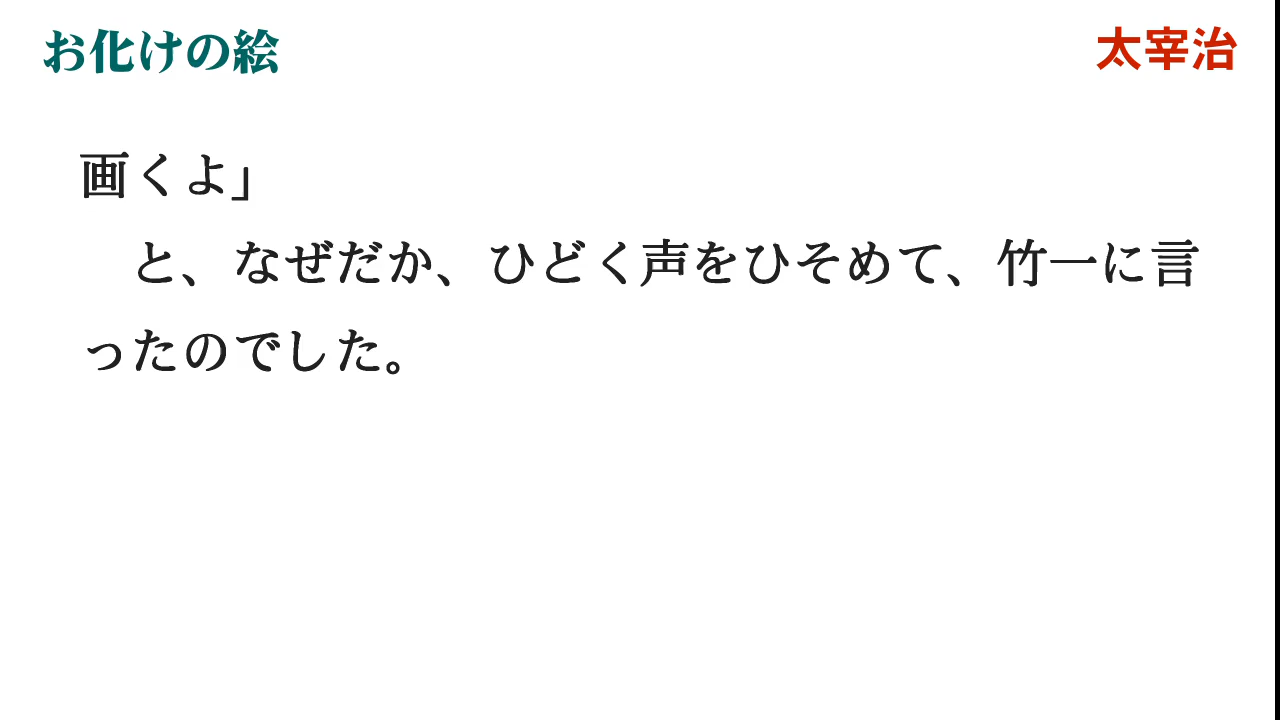 お化けの絵
太宰治
画くよ」
　と、なぜだか、ひどく声をひそめて、竹一に言
ったのでした。